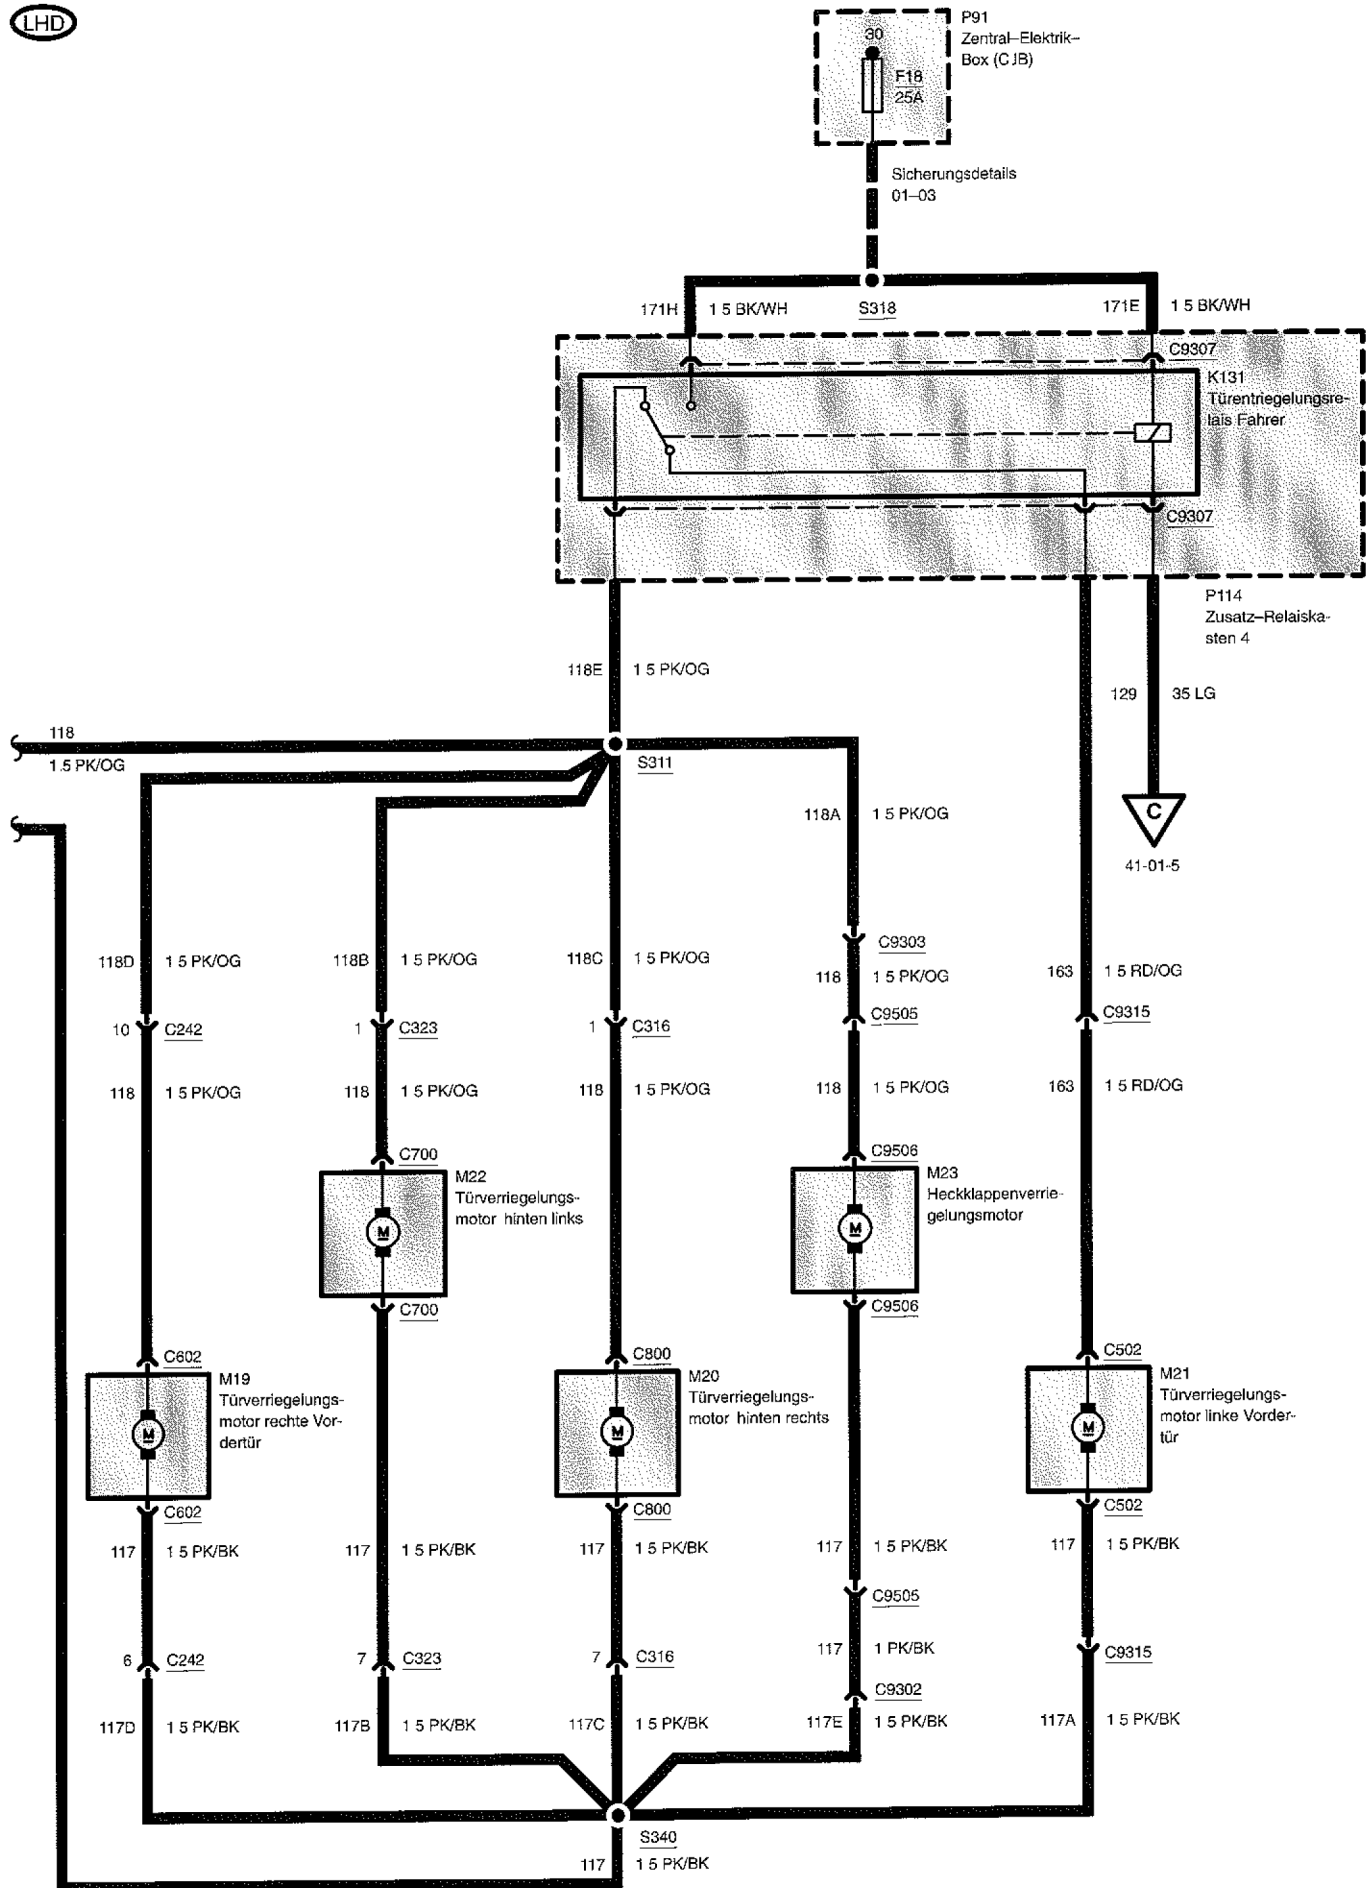 LHD
P91
Zentral–Elektrik–
Box (CJB)
30
F18
25A
Sicherungsdetails
01–03
171H 1 5 BK/WH
S318
171E 1 5 BK/WH
C9307
K131
Türentriegelungsre-
lais Fahrer
C9307
P114
Zusatz–Relaiska-
sten 4
118E 1 5 PK/OG
129 35 LG
118
1.5 PK/OG
S311
118A 1 5 PK/OG
C
41-01-5
C9303
118D 1 5 PK/OG
118B 1 5 PK/OG
118C 1 5 PK/OG
118 1 5 PK/OG
163 1 5 RD/OG
10 C242
1 C323
1 C316
C9505
C9315
118 1 5 PK/OG
118 1 5 PK/OG
118 1 5 PK/OG
118 1 5 PK/OG
163 1 5 RD/OG
C700
M22
Türverriegelungs-
motor hinten links
M
C700
C9506
M23
Heckklappenverrie-
gelungsmotor
M
C9506
C602
M19
Türverriegelungs-
motor rechte Vor-
dertür
M
C602
C800
M20
Türverriegelungs-
motor hinten rechts
M
C800
C502
M21
Türverriegelungs-
motor linke Vorder-
tür
M
C502
117 1 5 PK/BK
117 1 5 PK/BK
117 1 5 PK/BK
117 1 5 PK/BK
117 1 5 PK/BK
C9505
6 C242
7 C323
7 C316
117 1 PK/BK
C9315
C9302
117D 1 5 PK/BK
117B 1 5 PK/BK
117C 1 5 PK/BK
117E 1 5 PK/BK
117A 1 5 PK/BK
S340
117 1 5 PK/BK